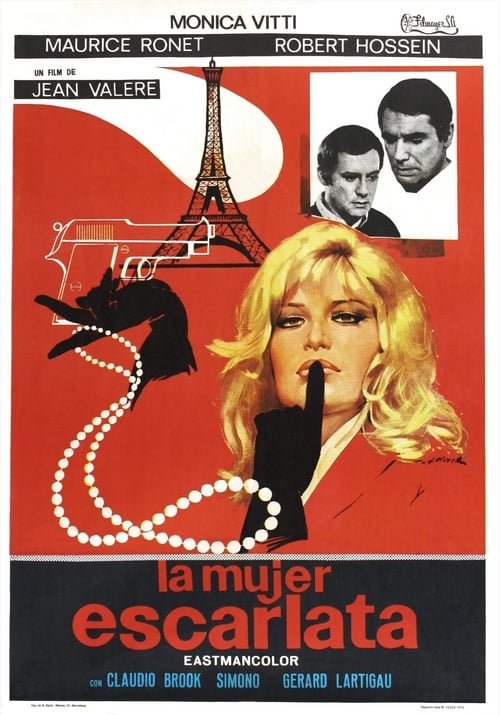 MONICA VITTI
Filmayer S.A.
MAURICE RONET ROBERT HOSSEIN
UN FILM DE
JEAN VALERE
la mujer
escarlata
EASTMANCOLOR
CON CLAUDIO BROOK SIMONO GERARD LARTIGAU